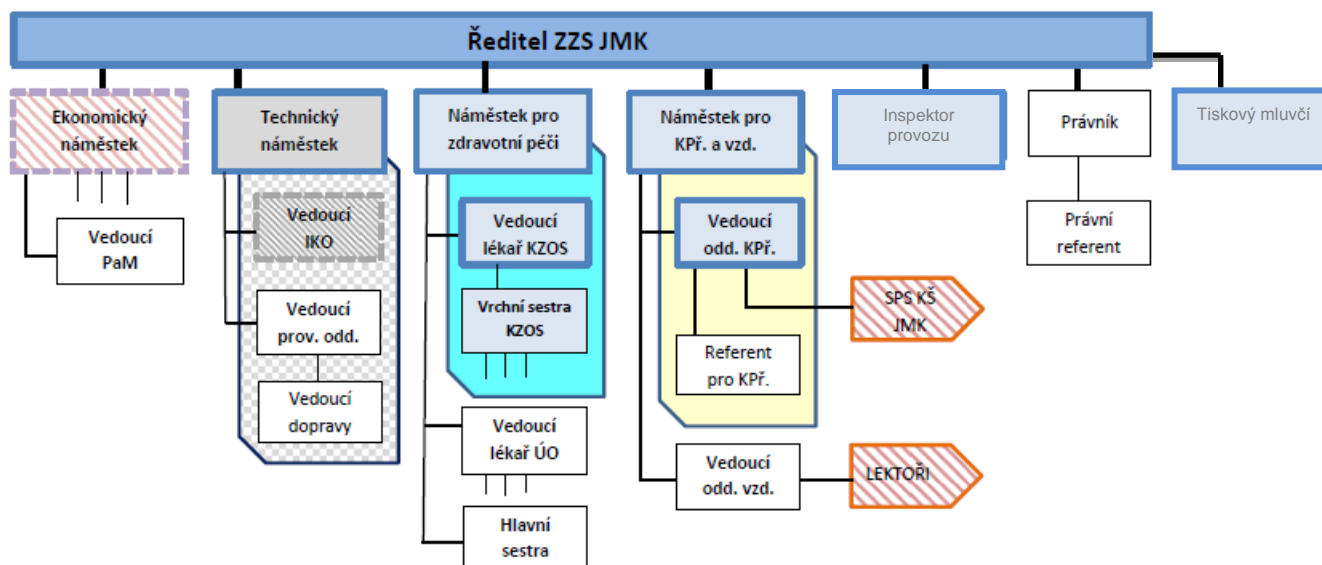 Ředitel ZZS JMK
Ekonomický
náměstek
Technický
náměstek
Náměstek pro
zdravotní péči
Náměstek pro
KPř. a vzd.
Inspektor
provozu
Právník
Tiskový mluvčí
Vedoucí
PaM
Vedoucí
IKO
Vedoucí
prov. odd.
Vedoucí
dopravy
Vedoucí
lékař KZOS
Vrchní sestra
KZOS
Vedoucí
lékař ÚO
Hlavní
sestra
Vedoucí
odd. KPř.
Referent
pro KPř.
Vedoucí
odd. vzd.
SPS KŠ
JMK
LEKTOŘI
Právní
referent